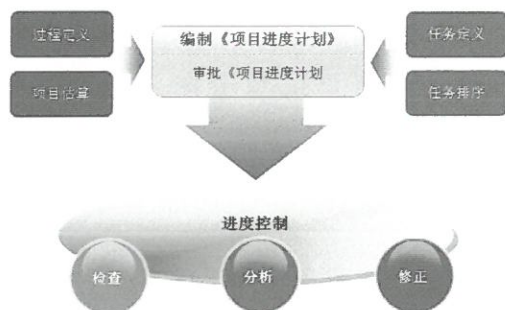 过程定义
编制《项目进度计划》
任务定义
项目估算
审批《项目进度计划
任务排序
进度控制
检查
分析
修正